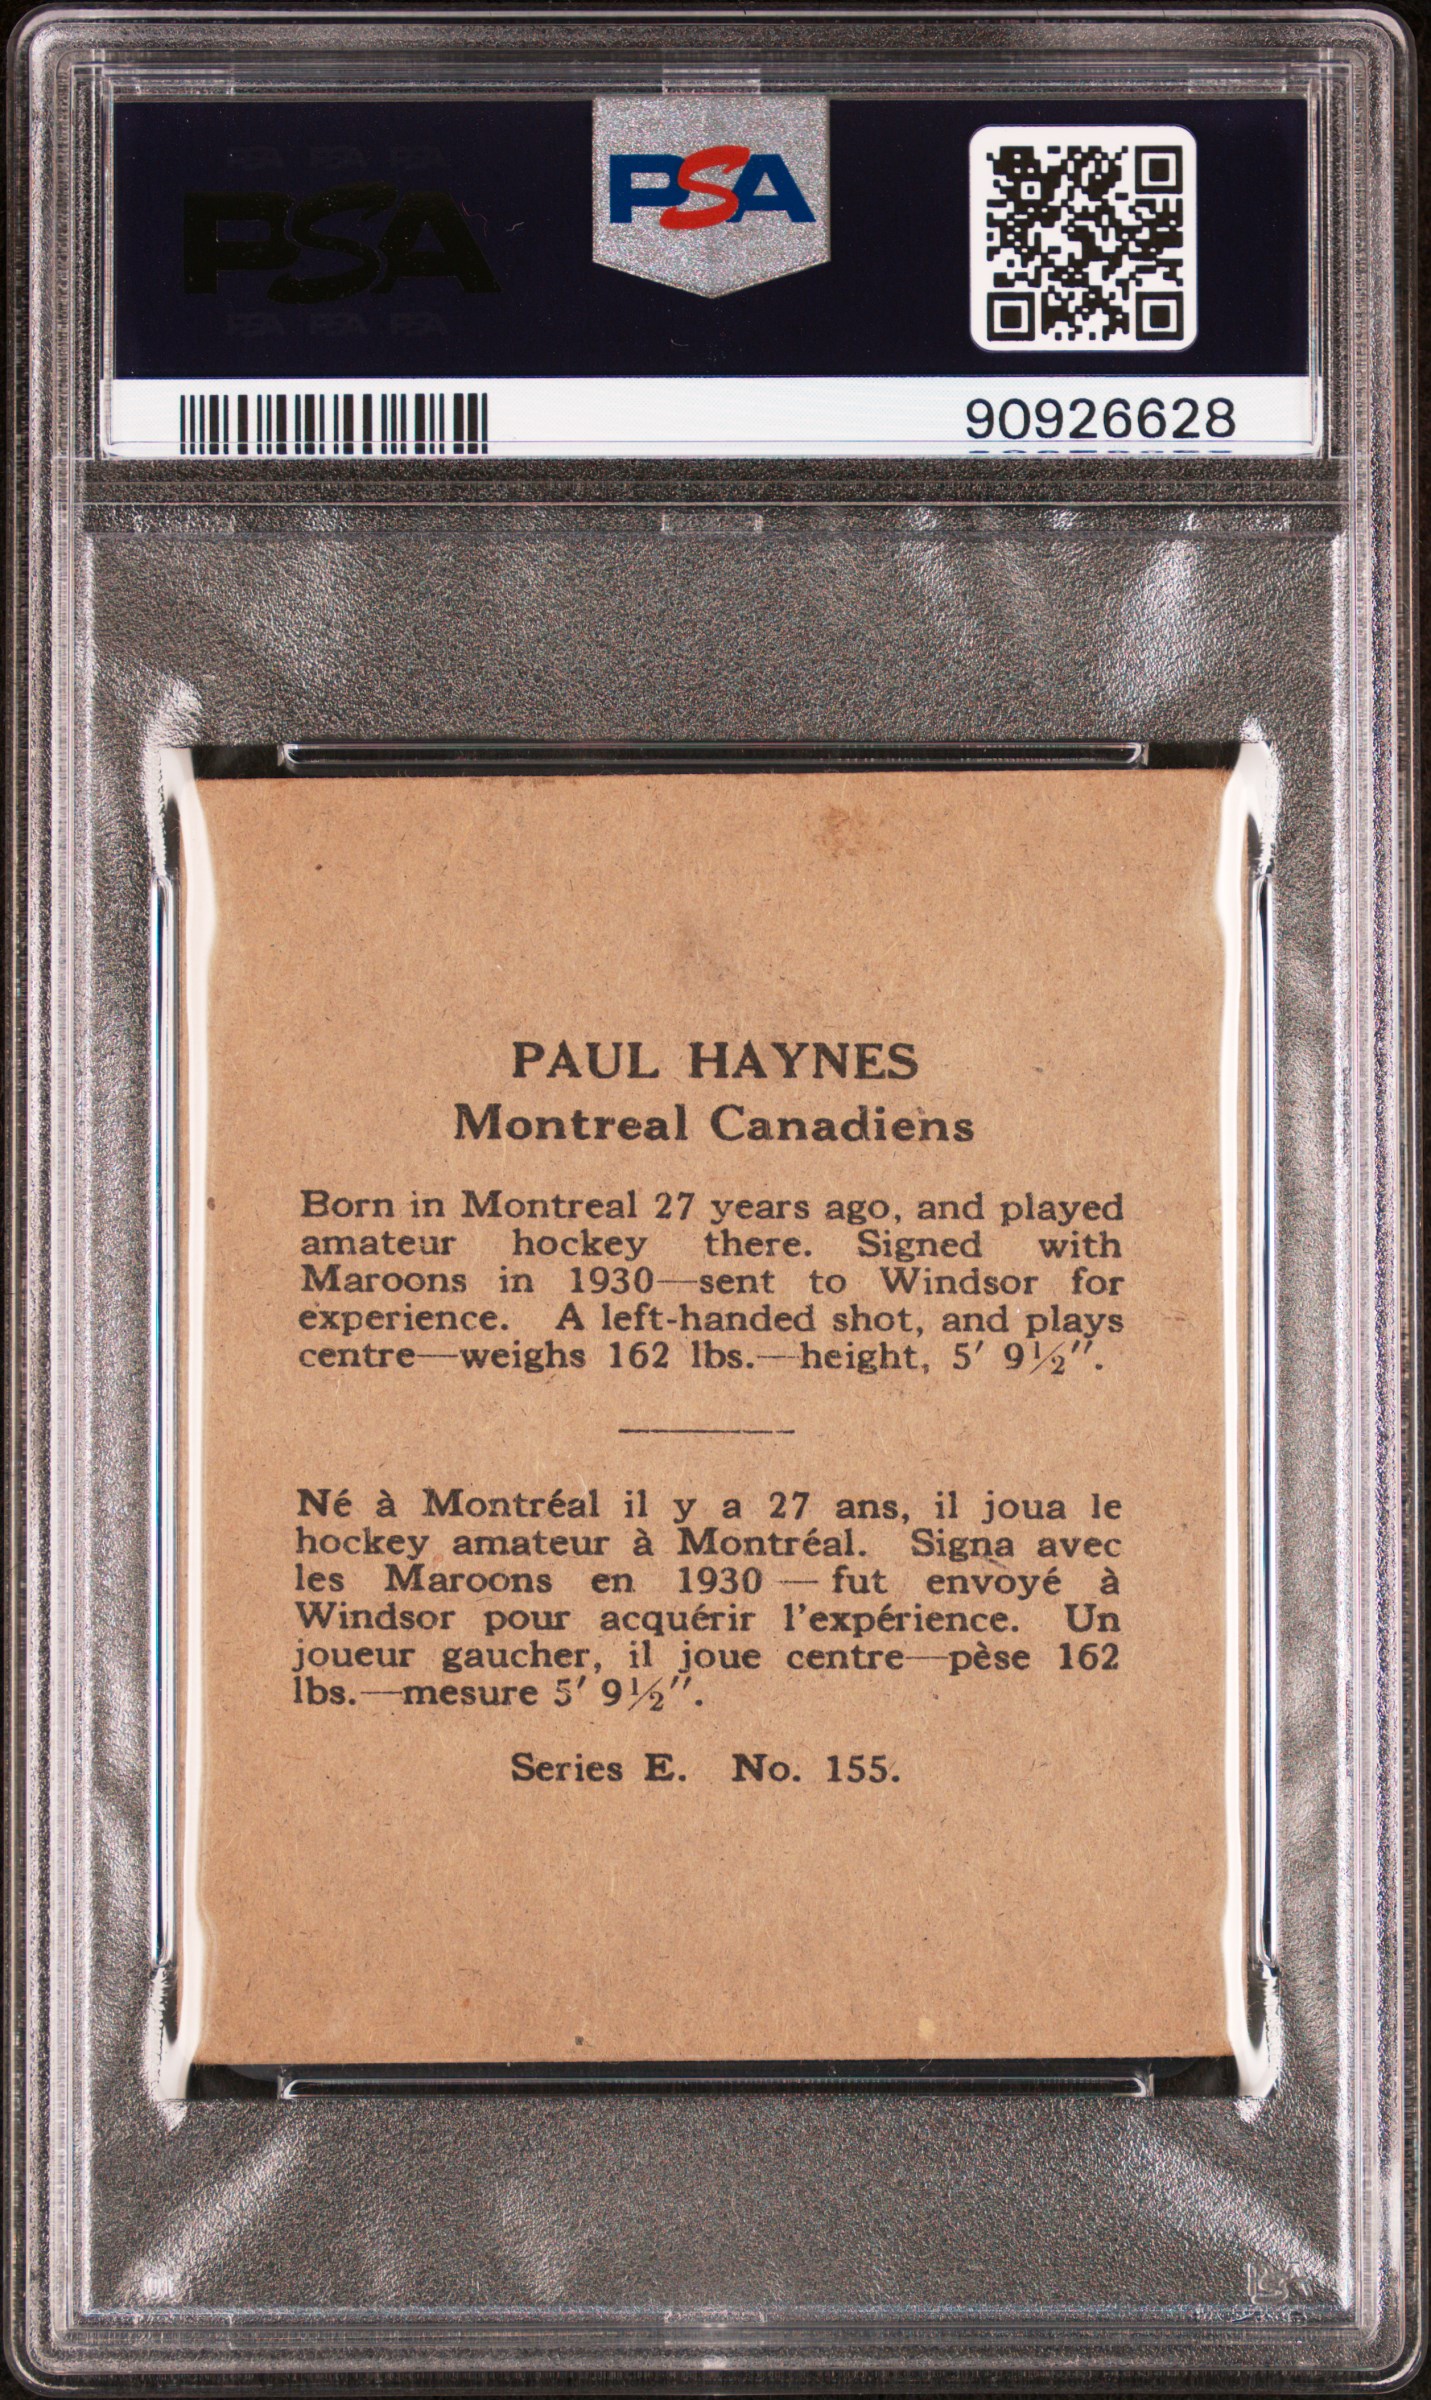 PSA
PSA
90926628
PAUL HAYNES
Montreal Canadiens
Born in Montreal 27 years ago, and played
amateur hockey there. Signed with
Maroons in 1930—sent to Windsor for
experience. A left-handed shot, and plays
centre—weighs 162 lbs.—height, 5′ 9½″.
Né à Montréal il y a 27 ans, il joua le
hockey amateur à Montréal. Signa avec
les Maroons en 1930 — fut envoyé à
Windsor pour acquérir l'expérience. Un
joueur gaucher, il joue centre—pèse 162
lbs.—mesure 5′ 9½″.
Series E. No. 155.